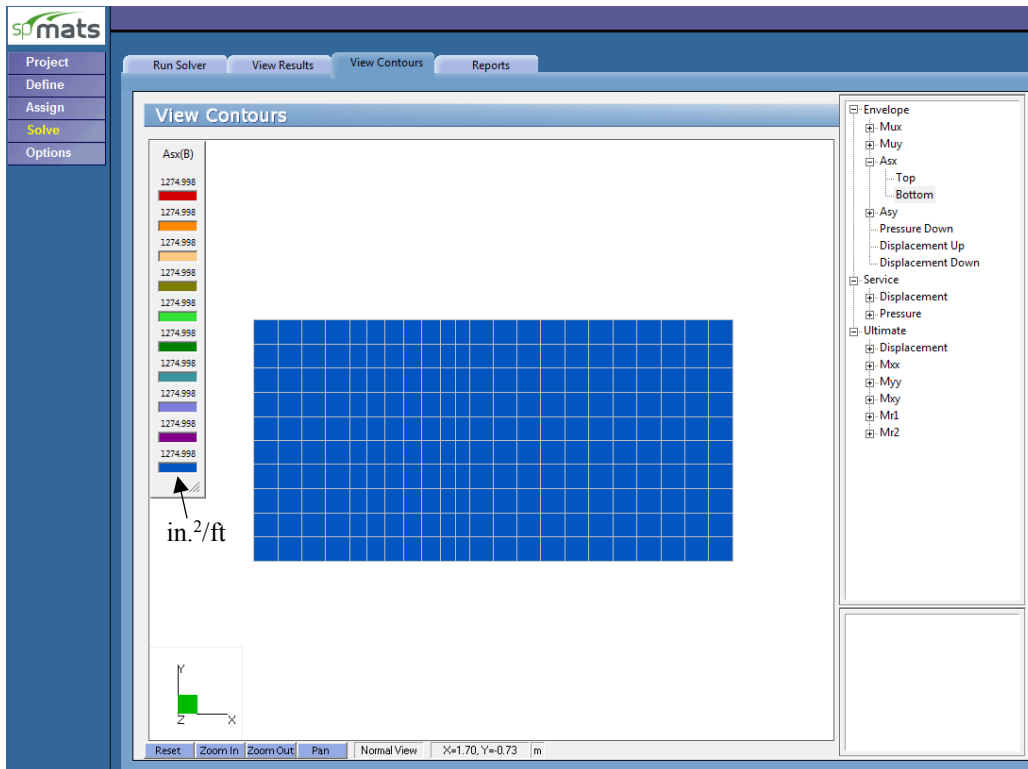 spmats
Project
Define
Assign
Solve
Options
Run Solver
View Results
View Contours
Reports
View Contours
Asx(B)
1274.998
1274.998
1274.998
1274.998
1274.998
1274.998
1274.998
1274.998
1274.998
1274.998
in.²/ft
Y
Z
X
Reset
Zoom In
Zoom Out
Pan
Normal View
X=1.70, Y=-0.73
m
Envelope
Mux
Muy
Asx
Top
Bottom
Asy
Pressure Down
Displacement Up
Displacement Down
Service
Displacement
Pressure
Ultimate
Displacement
Mxx
Myy
Mxy
Mr1
Mr2